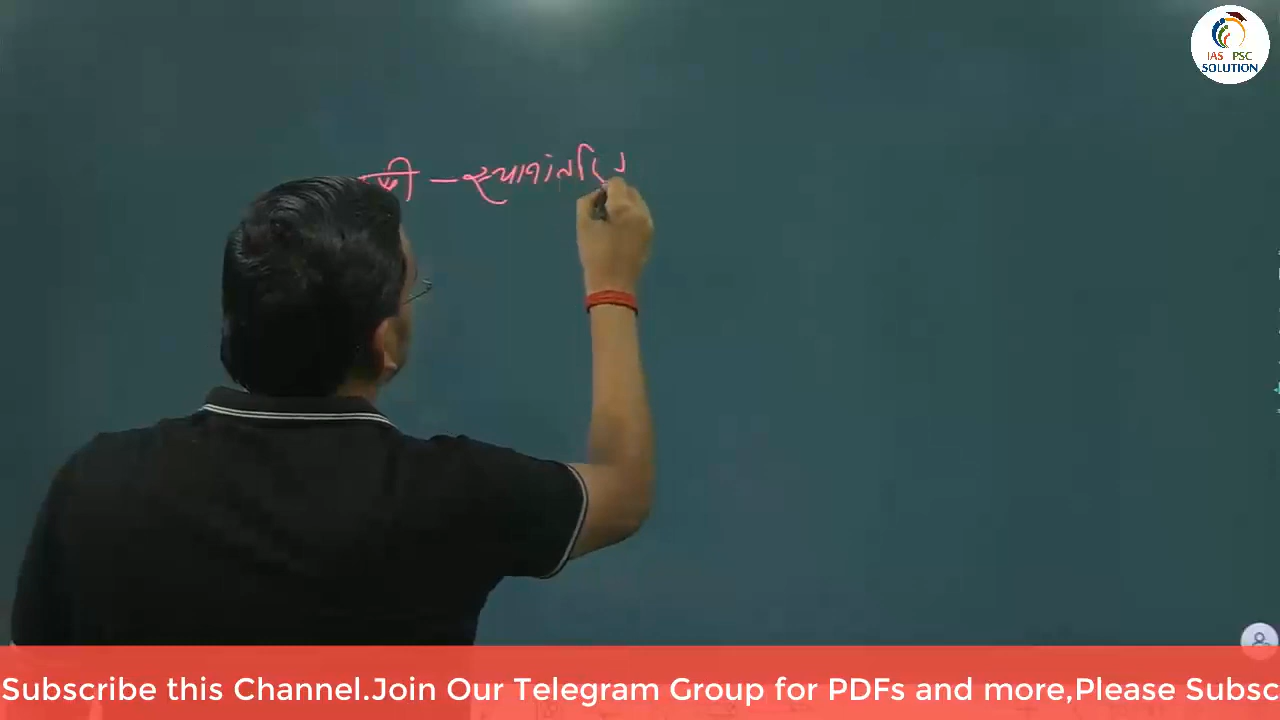 IAS PSC
SOLUTION
– स्थानांतरित
Subscribe this Channel.Join Our Telegram Group for PDFs and more,Please Subsc